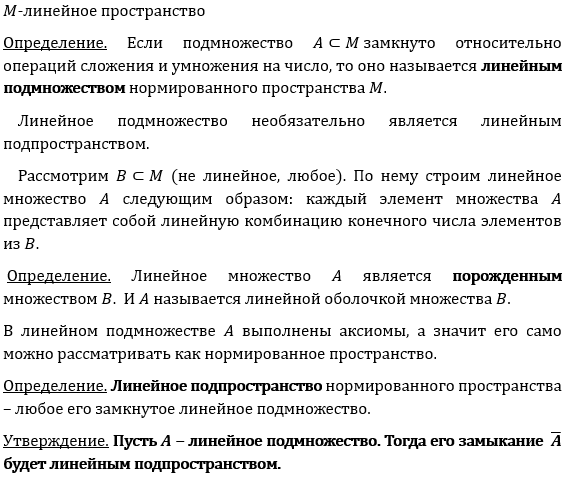 M-линейное пространство
Определение. Если подмножество A ⊂ M замкнуто относительно
операций сложения и умножения на число, то оно называется линейным
подмножеством нормированного пространства M.
Линейное подмножество необязательно является линейным
подпространством.
Рассмотрим B ⊂ M (не линейное, любое). По нему строим линейное
множество A следующим образом: каждый элемент множества A
представляет собой линейную комбинацию конечного числа элементов
из B.
Определение. Линейное множество A является порожденным
множеством B. И A называется линейной оболочкой множества B.
В линейном подмножестве A выполнены аксиомы, а значит его само
можно рассматривать как нормированное пространство.
Определение. Линейное подпространство нормированного пространства
– любое его замкнутое линейное подмножество.
Утверждение. Пусть A – линейное подмножество. Тогда его замыкание A̅
будет линейным подпространством.